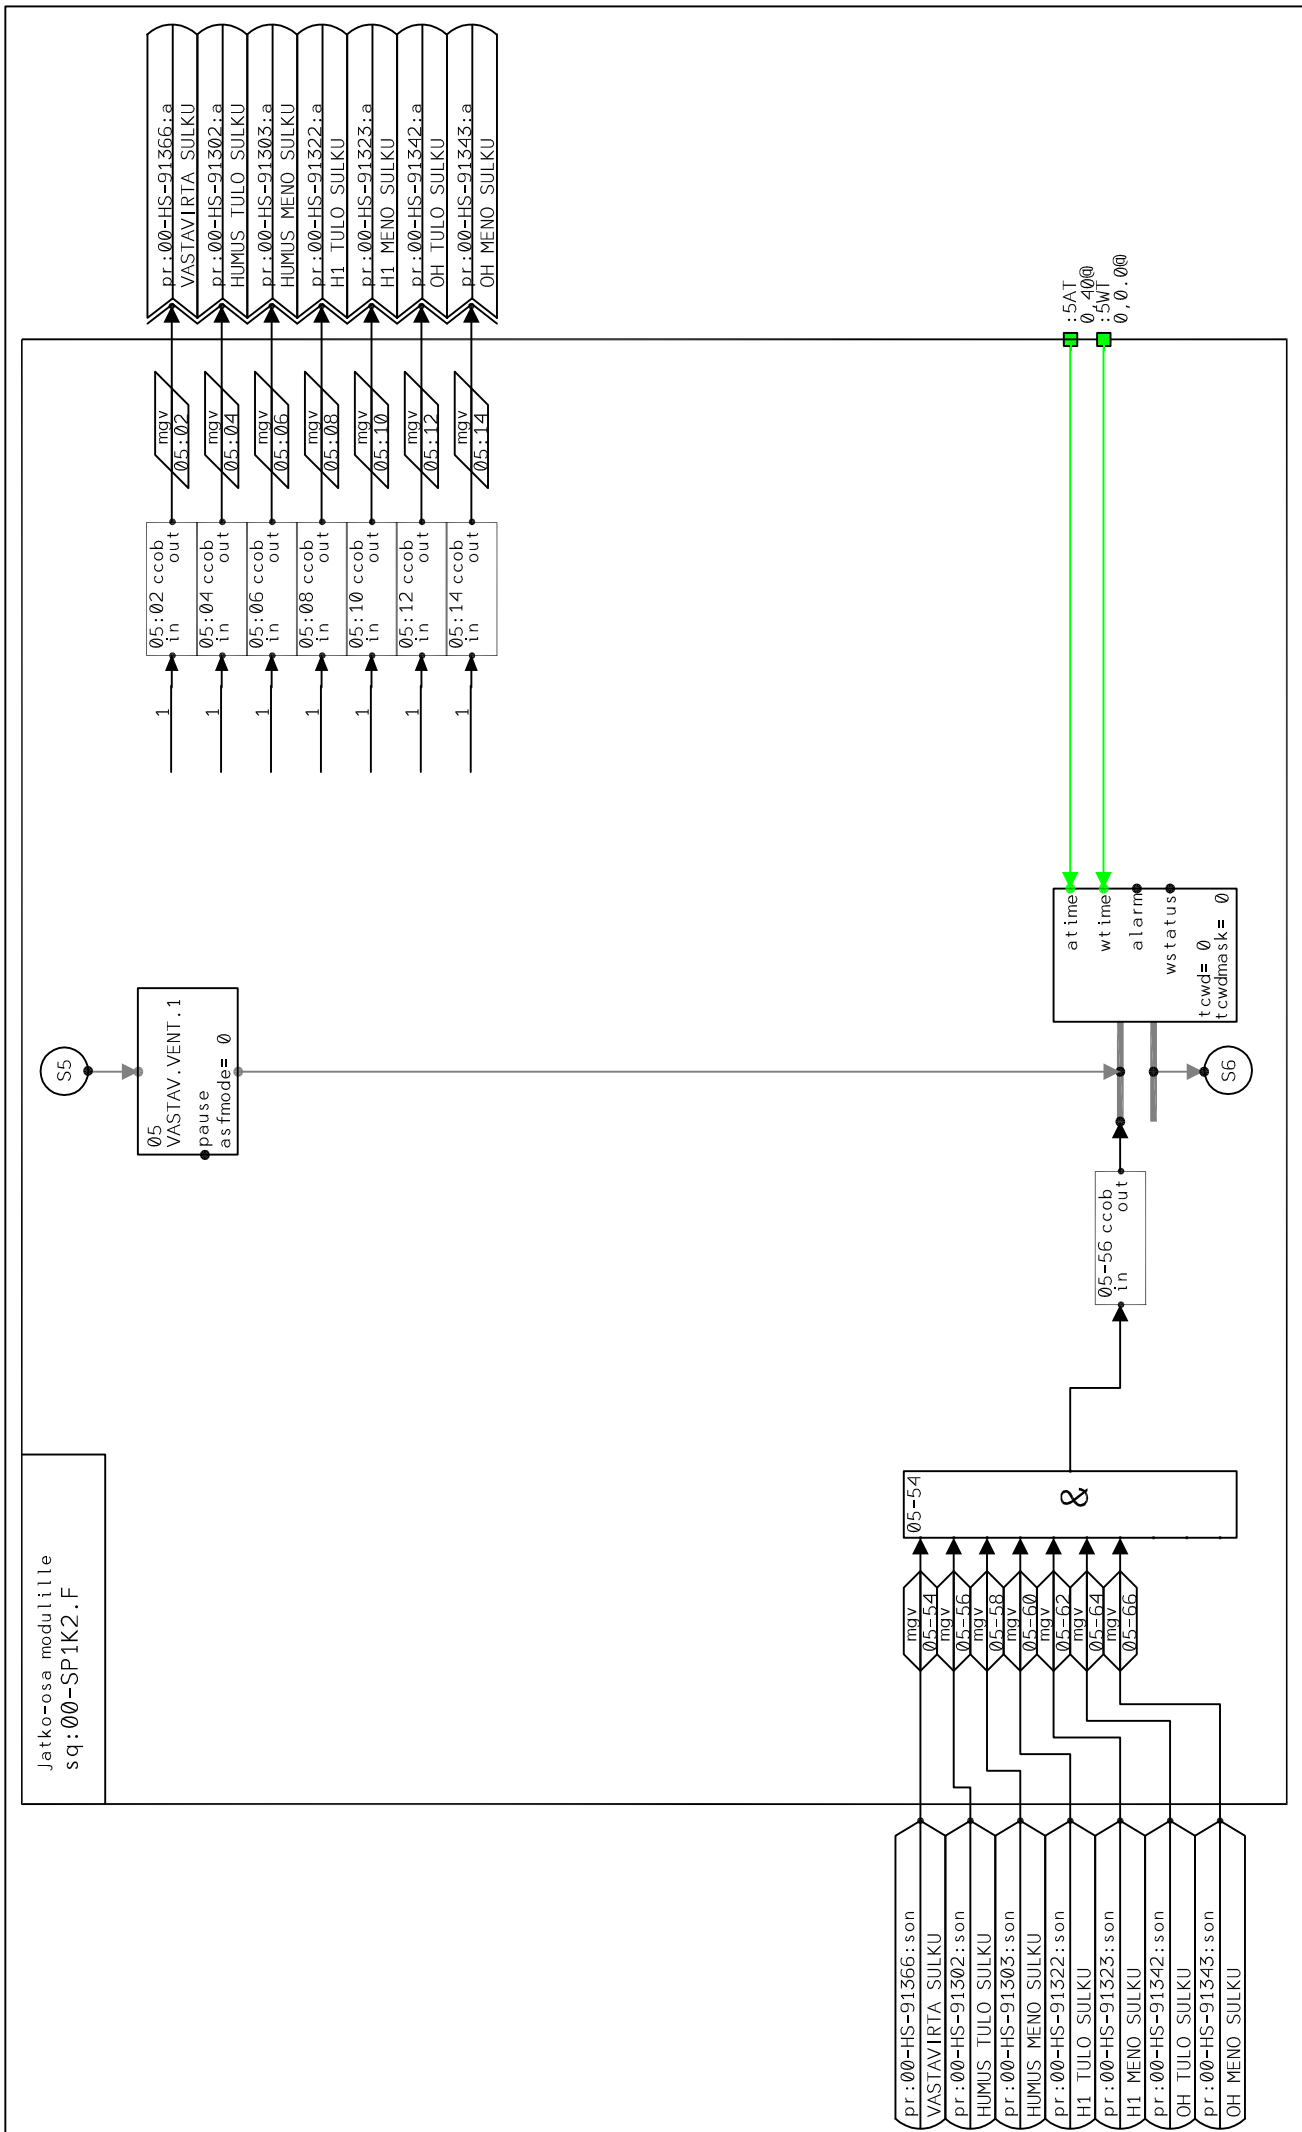 Jatko-osa modulille
sq:00-SP1K2.F
S5
05
VASTAV.VENT.1
pause
asfmode= 0
1
05:02 ccob
in out
mgv
05:02
pr:00-HS-91366:a
VASTAVIRTA SULKU
1
05:04 ccob
in out
mgv
05:04
pr:00-HS-91302:a
HUMUS TULO SULKU
1
05:06 ccob
in out
mgv
05:06
pr:00-HS-91303:a
HUMUS MENO SULKU
1
05:08 ccob
in out
mgv
05:08
pr:00-HS-91322:a
H1 TULO SULKU
1
05:10 ccob
in out
mgv
05:10
pr:00-HS-91323:a
H1 MENO SULKU
1
05:12 ccob
in out
mgv
05:12
pr:00-HS-91342:a
OH TULO SULKU
1
05:14 ccob
in out
mgv
05:14
pr:00-HS-91343:a
OH MENO SULKU
pr:00-HS-91366:son
VASTAVIRTA SULKU
pr:00-HS-91302:son
HUMUS TULO SULKU
pr:00-HS-91303:son
HUMUS MENO SULKU
pr:00-HS-91322:son
H1 TULO SULKU
pr:00-HS-91323:son
H1 MENO SULKU
pr:00-HS-91342:son
OH TULO SULKU
pr:00-HS-91343:son
OH MENO SULKU
mgv
05-54
mgv
05-56
mgv
05-58
mgv
05-60
mgv
05-62
mgv
05-64
mgv
05-66
05-54
&
05-56 ccob
in out
atime
wtime
alarm
wstatus
tcwd= 0
tcwdmask= 0
:5AT
0,40@
:5WT
0,0.0@
S6